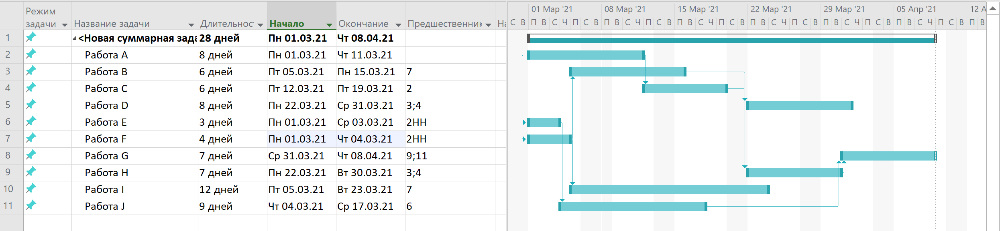 Режим задачи Название задачи Длительнос Начало Окончание Предшественник На
01 Мар '21 08 Мар '21 15 Мар '21 22 Мар '21 29 Мар '21 05 Апр '21 12 А
С В П В С Ч П С В П В С Ч П С В П В С Ч П С В П В С Ч П С В П В С Ч П С В П В С Ч П С В П В
1 <Новая суммарная зада 28 дней Пн 01.03.21 Чт 08.04.21
2 Работа A 8 дней Пн 01.03.21 Чт 11.03.21
3 Работа B 6 дней Пт 05.03.21 Пн 15.03.21 7
4 Работа C 6 дней Пт 12.03.21 Пт 19.03.21 2
5 Работа D 8 дней Пн 22.03.21 Ср 31.03.21 3;4
6 Работа E 3 дней Пн 01.03.21 Ср 03.03.21 2НН
7 Работа F 4 дней Пн 01.03.21 Чт 04.03.21 2НН
8 Работа G 7 дней Ср 31.03.21 Чт 08.04.21 9;11
9 Работа H 7 дней Пн 22.03.21 Вт 30.03.21 3;4
10 Работа I 12 дней Пт 05.03.21 Вт 23.03.21 7
11 Работа J 9 дней Чт 04.03.21 Ср 17.03.21 6